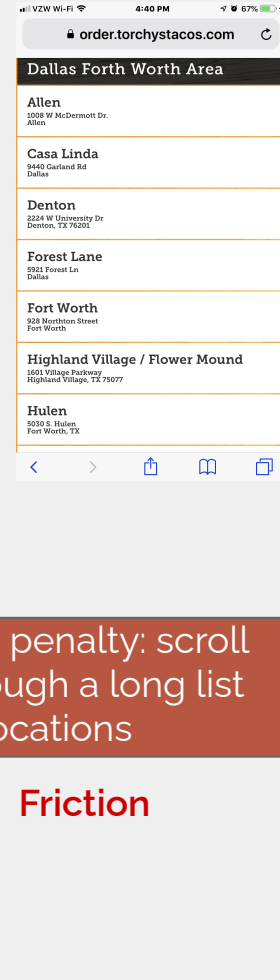 VZW Wi-Fi 4:40 PM 67%
order.torchystacos.com
Dallas Forth Worth Area
Allen
1008 W McDermott Dr.
Allen
Casa Linda
9440 Garland Rd
Dallas
Denton
2224 W University Dr
Denton, TX 76201
Forest Lane
5921 Forest Ln
Dallas
Fort Worth
928 Northton Street
Fort Worth
Highland Village / Flower Mound
1601 Village Parkway
Highland Village, TX 75077
Hulen
5030 S. Hulen
Fort Worth, TX
penalty: scroll
ough a long list
ocations
Friction